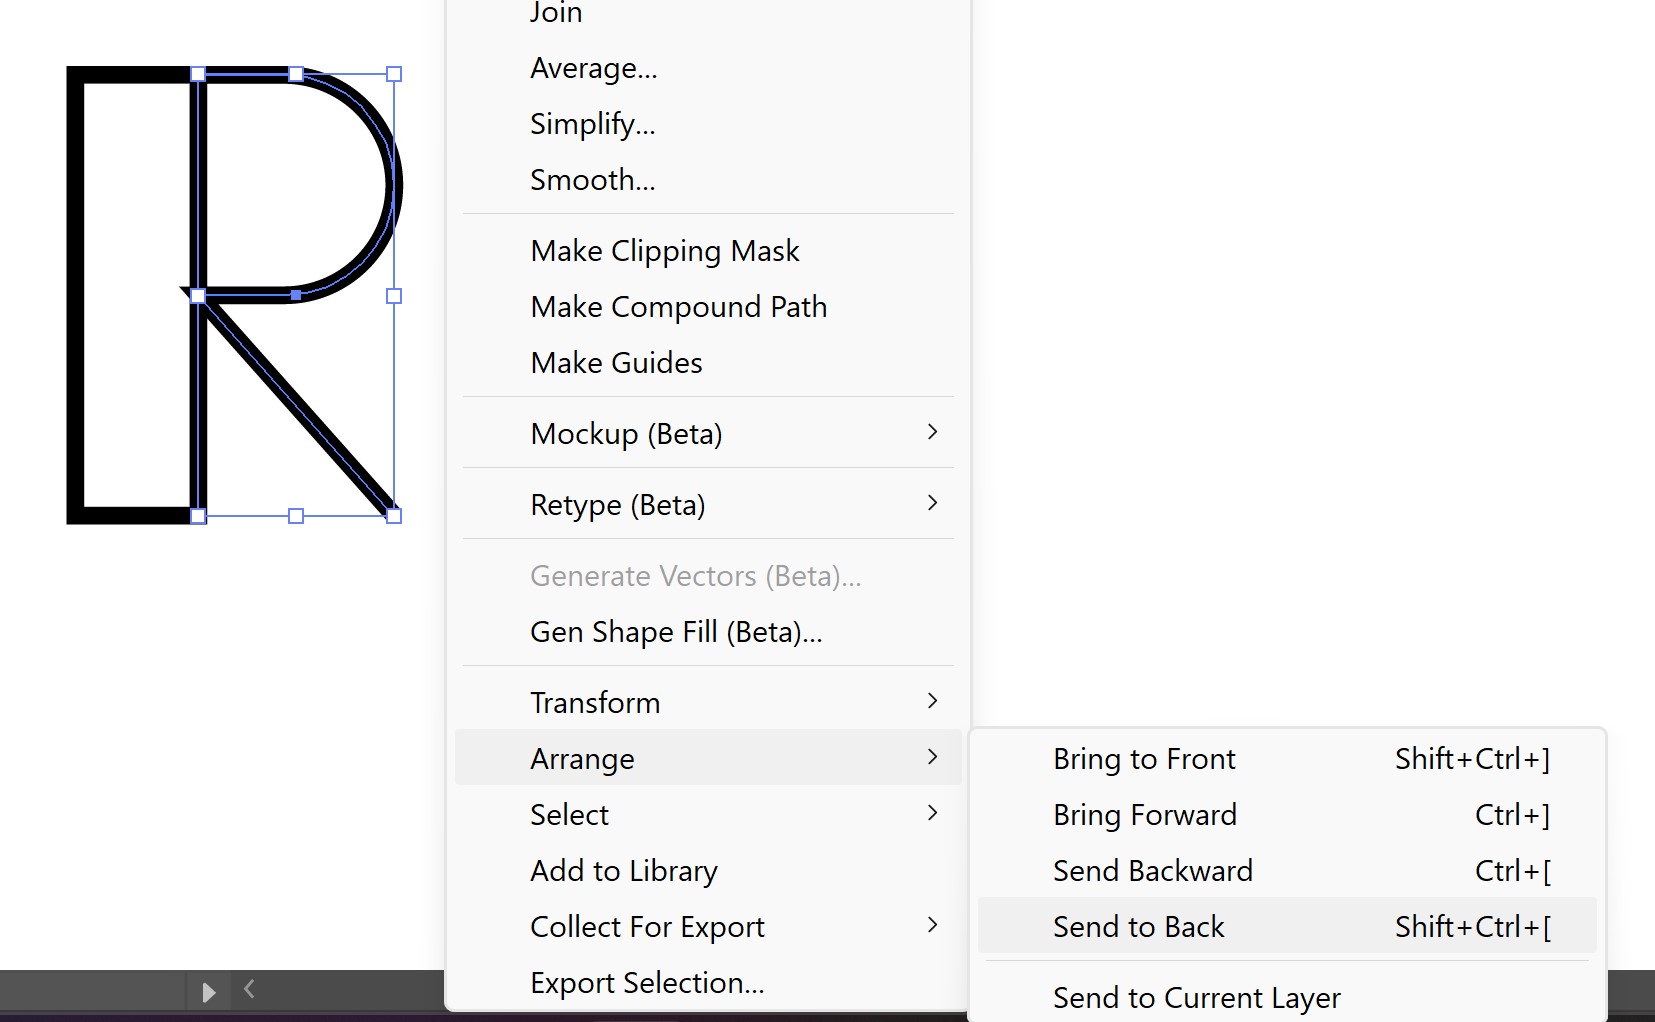 Join
Average...
Simplify...
Smooth...
Make Clipping Mask
Make Compound Path
Make Guides
Mockup (Beta)
Retype (Beta)
Generate Vectors (Beta)...
Gen Shape Fill (Beta)...
Transform
Arrange
Select
Add to Library
Collect For Export
Export Selection...
Bring to Front Shift+Ctrl+]
Bring Forward Ctrl+]
Send Backward Ctrl+[
Send to Back Shift+Ctrl+[
Send to Current Layer
R